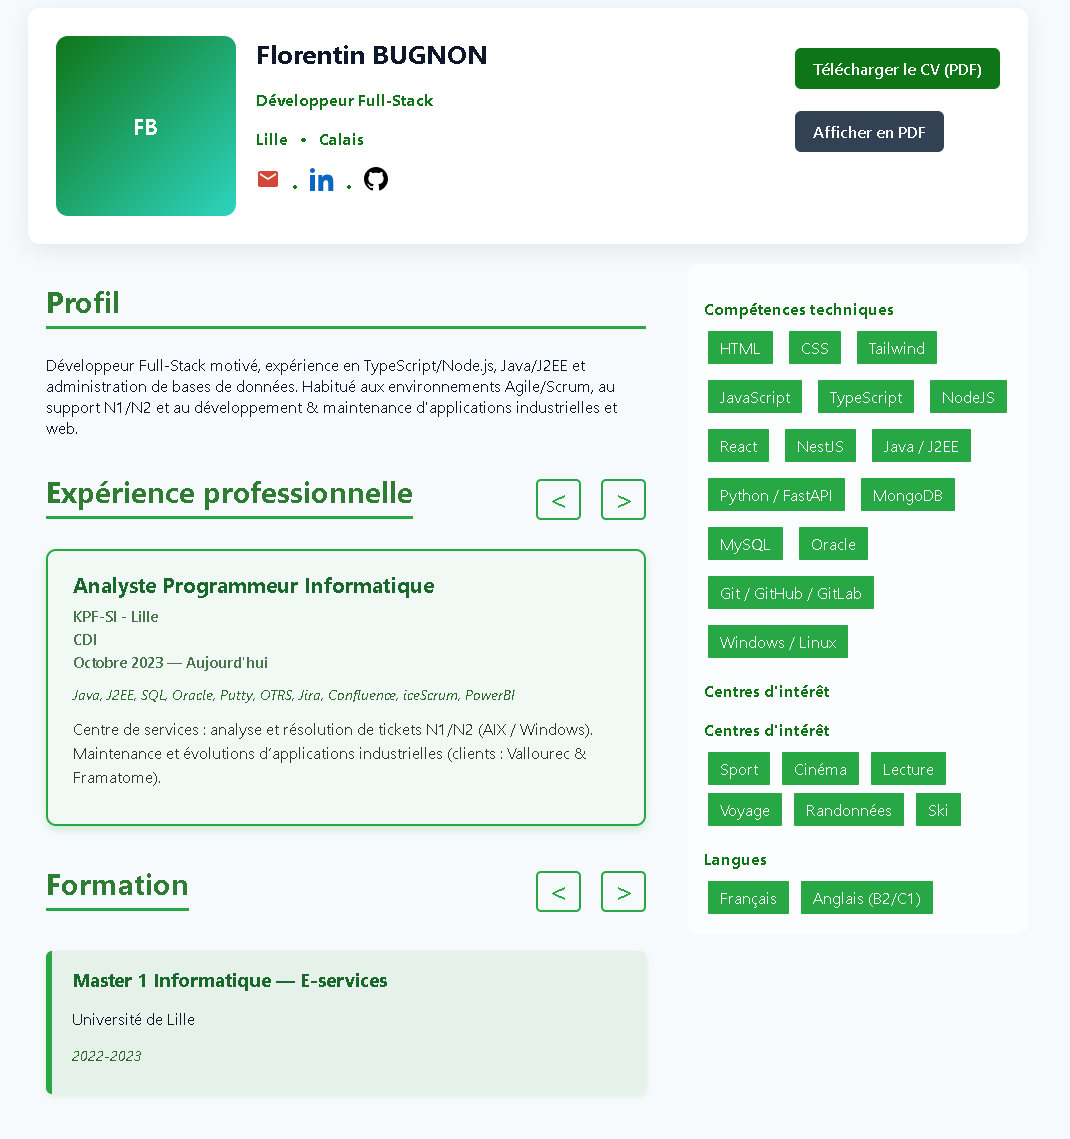 FB
Florentin BUGNON
Développeur Full-Stack
Lille • Calais
Télécharger le CV (PDF)
Afficher en PDF
Profil
Développeur Full-Stack motivé, expérience en TypeScript/Node.js, Java/J2EE et
administration de bases de données. Habitué aux environnements Agile/Scrum, au
support N1/N2 et au développement & maintenance d'applications industrielles et
web.
Expérience professionnelle
< >
Analyste Programmeur Informatique
KPF-SI - Lille
CDI
Octobre 2023 — Aujourd'hui
Java, J2EE, SQL, Oracle, Putty, OTRS, Jira, Confluence, iceScrum, PowerBI
Centre de services : analyse et résolution de tickets N1/N2 (AIX / Windows).
Maintenance et évolutions d’applications industrielles (clients : Vallourec &
Framatome).
Formation
< >
Master 1 Informatique — E-services
Université de Lille
2022-2023
Compétences techniques
HTML CSS Tailwind
JavaScript TypeScript NodeJS
React NestJS Java / J2EE
Python / FastAPI MongoDB
MySQL Oracle
Git / GitHub / GitLab
Windows / Linux
Centres d'intérêt
Centres d'intérêt
Sport Cinéma Lecture
Voyage Randonnées Ski
Langues
Français Anglais (B2/C1)